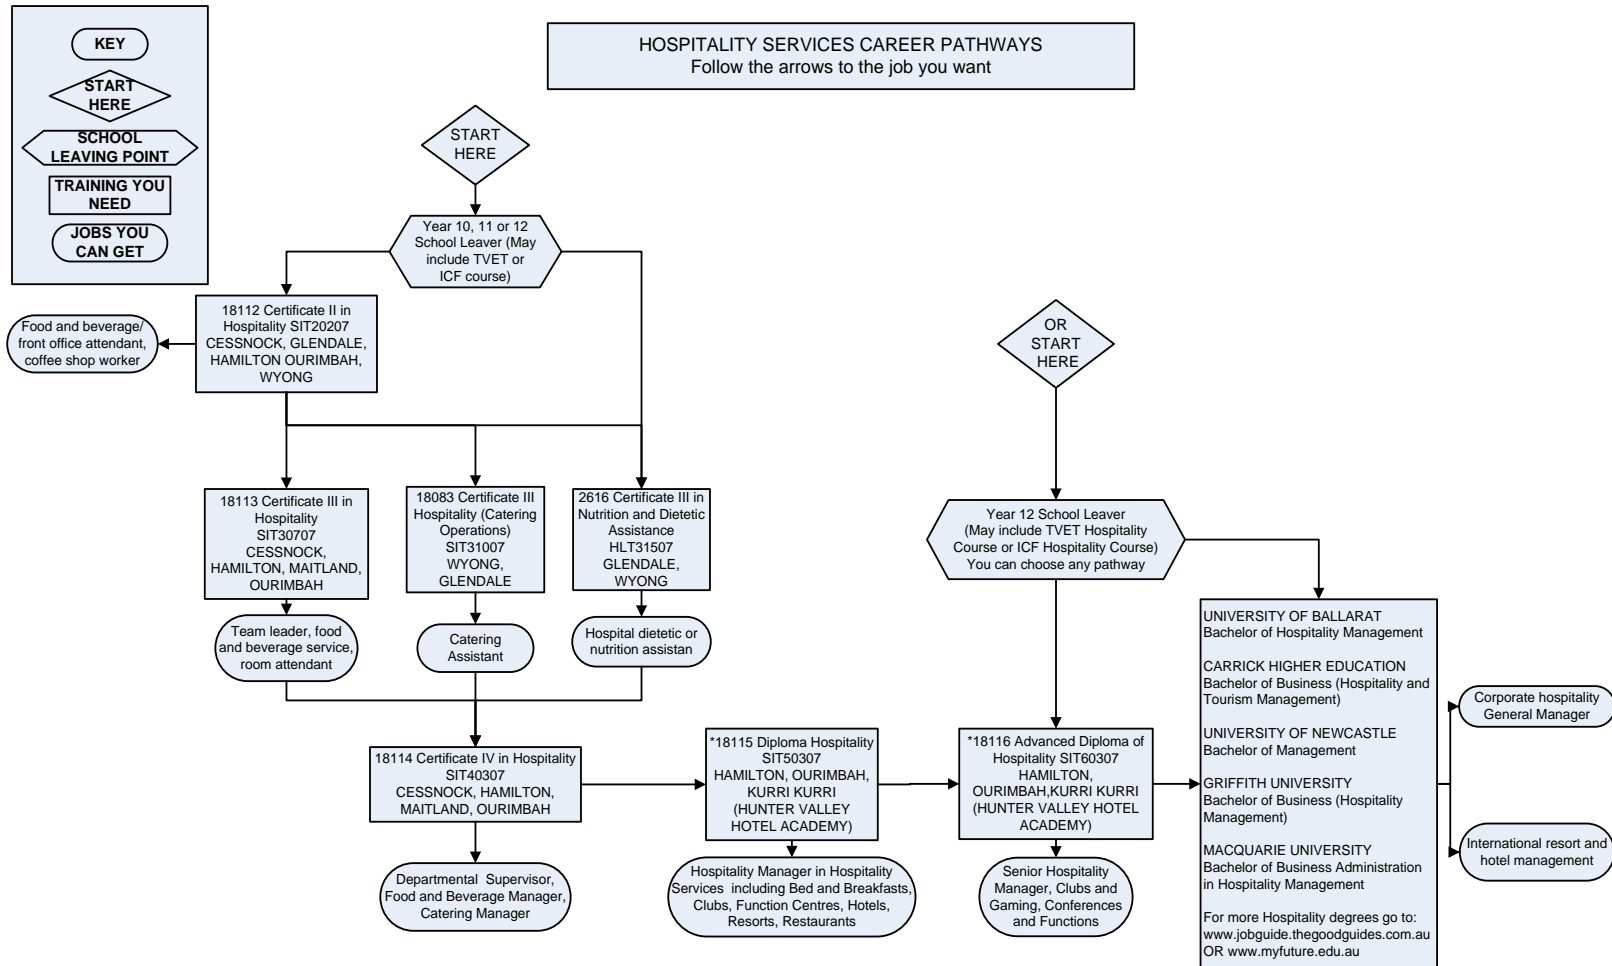 KEY
START
HERE
SCHOOL
LEAVING POINT
TRAINING YOU
NEED
JOBS YOU
CAN GET
HOSPITALITY SERVICES CAREER PATHWAYS
Follow the arrows to the job you want
START
HERE
Year 10, 11 or 12
School Leaver (May
include TVET or
ICF course)
18112 Certificate II in
Hospitality SIT20207
CESSNOCK, GLENDALE,
HAMILTON OURIMBAH,
WYONG
Food and beverage/
front office attendant,
coffee shop worker
OR
START
HERE
18113 Certificate III in
Hospitality
SIT30707
CESSNOCK,
HAMILTON, MAITLAND,
OURIMBAH
18083 Certificate III
Hospitality (Catering
Operations)
SIT31007
WYONG,
GLENDALE
2616 Certificate III in
Nutrition and Dietetic
Assistance
HLT31507
GLENDALE,
WYONG
Year 12 School Leaver
(May include TVET Hospitality
Course or ICF Hospitality Course)
You can choose any pathway
Team leader, food
and beverage service,
room attendant
Catering
Assistant
Hospital dietetic or
nutrition assistan
18114 Certificate IV in Hospitality
SIT40307
CESSNOCK, HAMILTON,
MAITLAND, OURIMBAH
*18115 Diploma Hospitality
SIT50307
HAMILTON, OURIMBAH,
KURRI KURRI
(HUNTER VALLEY
HOTEL ACADEMY)
*18116 Advanced Diploma of
Hospitality SIT60307
HAMILTON,
OURIMBAH,KURRI KURRI
(HUNTER VALLEY HOTEL
ACADEMY)
UNIVERSITY OF BALLARAT
Bachelor of Hospitality Management
CARRICK HIGHER EDUCATION
Bachelor of Business (Hospitality and
Tourism Management)
UNIVERSITY OF NEWCASTLE
Bachelor of Management
GRIFFITH UNIVERSITY
Bachelor of Business (Hospitality
Management)
MACQUARIE UNIVERSITY
Bachelor of Business Administration
in Hospitality Management
For more Hospitality degrees go to:
www.jobguide.thegoodguides.com.au
OR www.myfuture.edu.au
Corporate hospitality
General Manager
International resort and
hotel management
Departmental Supervisor,
Food and Beverage Manager,
Catering Manager
Hospitality Manager in Hospitality
Services including Bed and Breakfasts,
Clubs, Function Centres, Hotels,
Resorts, Restaurants
Senior Hospitality
Manager, Clubs and
Gaming, Conferences
and Functions